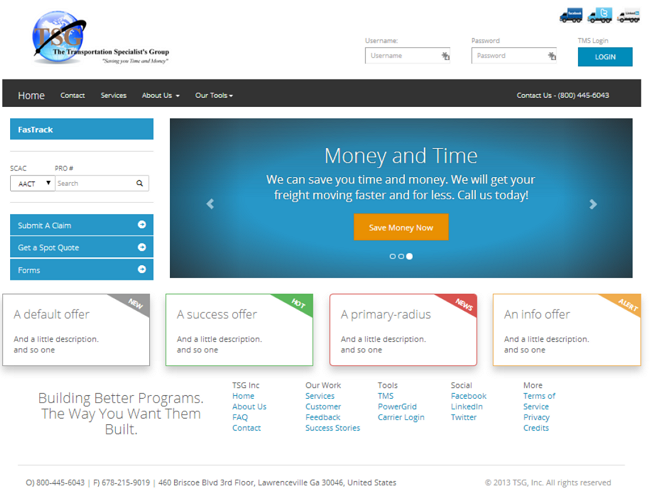 Facebook
LinkedIn
TSG
The Transportation Specialist's Group
"Saving you Time and Money"
Username: Password TMS Login
Username Password LOGIN
Home Contact Services About Us Our Tools Contact Us - (800) 445-6043
FasTrack
SCAC PRO #
AACT Search
Submit A Claim
Get a Spot Quote
Forms
Money and Time
We can save you time and money. We will get your
freight moving faster and for less. Call us today!
Save Money Now
NEW HOT NEWS ALERT
A default offer A success offer A primary-radius An info offer
And a little description. And a little description. And a little description. And a little description.
and so one and so one and so one and so one
Building Better Programs.
The Way You Want Them
Built.
TSG Inc Our Work Tools Social More
Home Services TMS Facebook Terms of
About Us Customer PowerGrid LinkedIn Service
FAQ Feedback Carrier Login Twitter Privacy
Contact Success Stories Credits
O) 800-445-6043 | F) 678-215-9019 | 460 Briscoe Blvd 3rd Floor, Lawrenceville Ga 30046, United States © 2013 TSG, Inc. All rights reserved